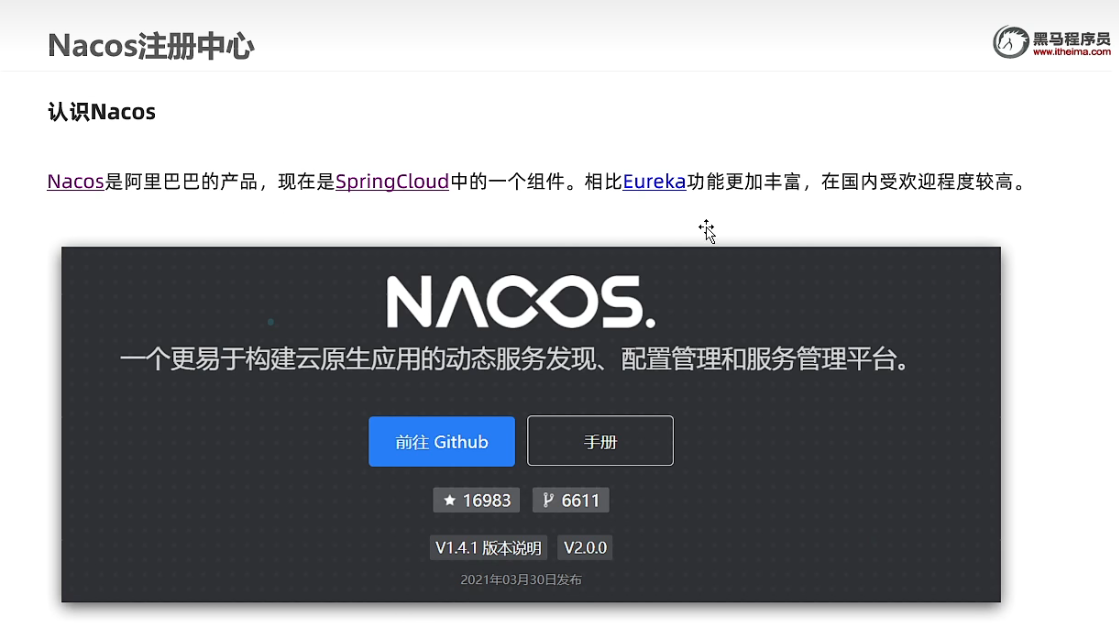 Nacos注册中心
黑马程序员
www.itheima.com
认识Nacos
Nacos是阿里巴巴的产品，现在是SpringCloud中的一个组件。相比Eureka功能更加丰富，在国内受欢迎程度较高。
NACOS.
一个更易于构建云原生应用的动态服务发现、配置管理和服务管理平台。
前往 Github 手册
16983 6611
V1.4.1 版本说明 V2.0.0
2021年03月30日发布